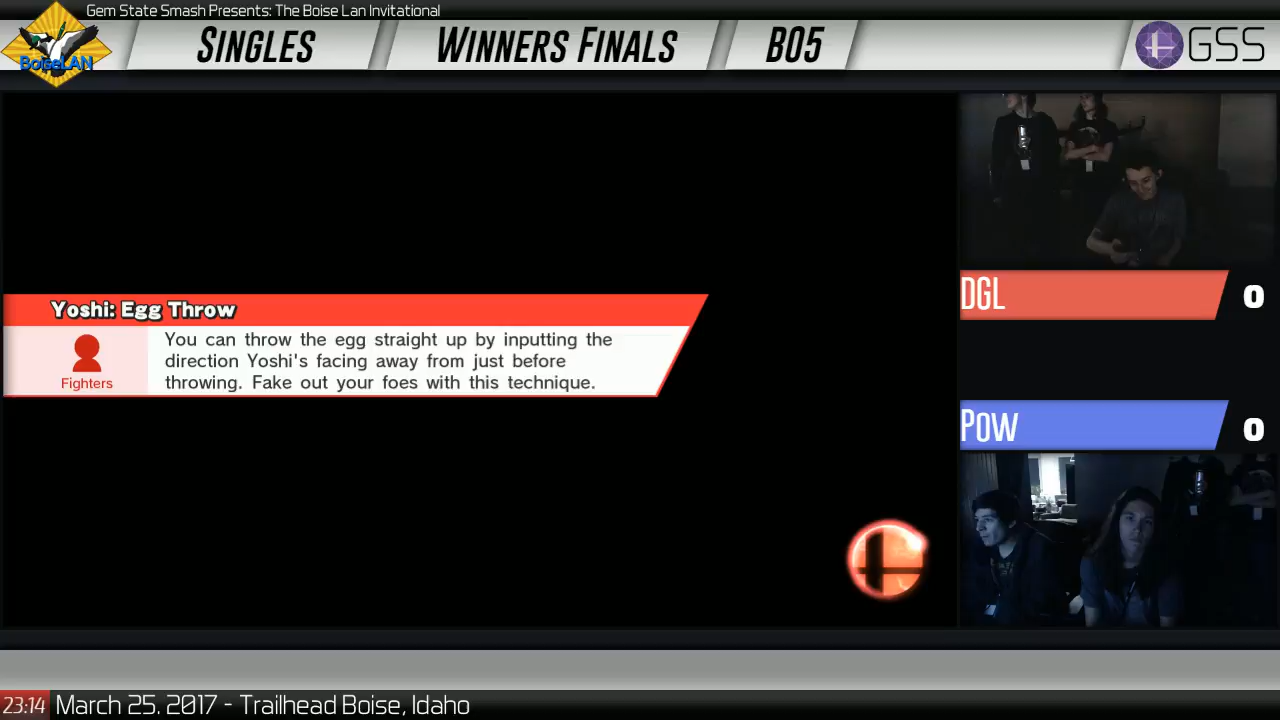 Gem State Smash Presents: The Boise Lan Invitational
BoiseLAN
Singles
Winners Finals
BO5
GSS
Yoshi: Egg Throw
Fighters
You can throw the egg straight up by inputting the
direction Yoshi's facing away from just before
throwing. Fake out your foes with this technique.
DGL
0
POW
0
23:14
March 25. 2017 - Trailhead Boise, Idaho